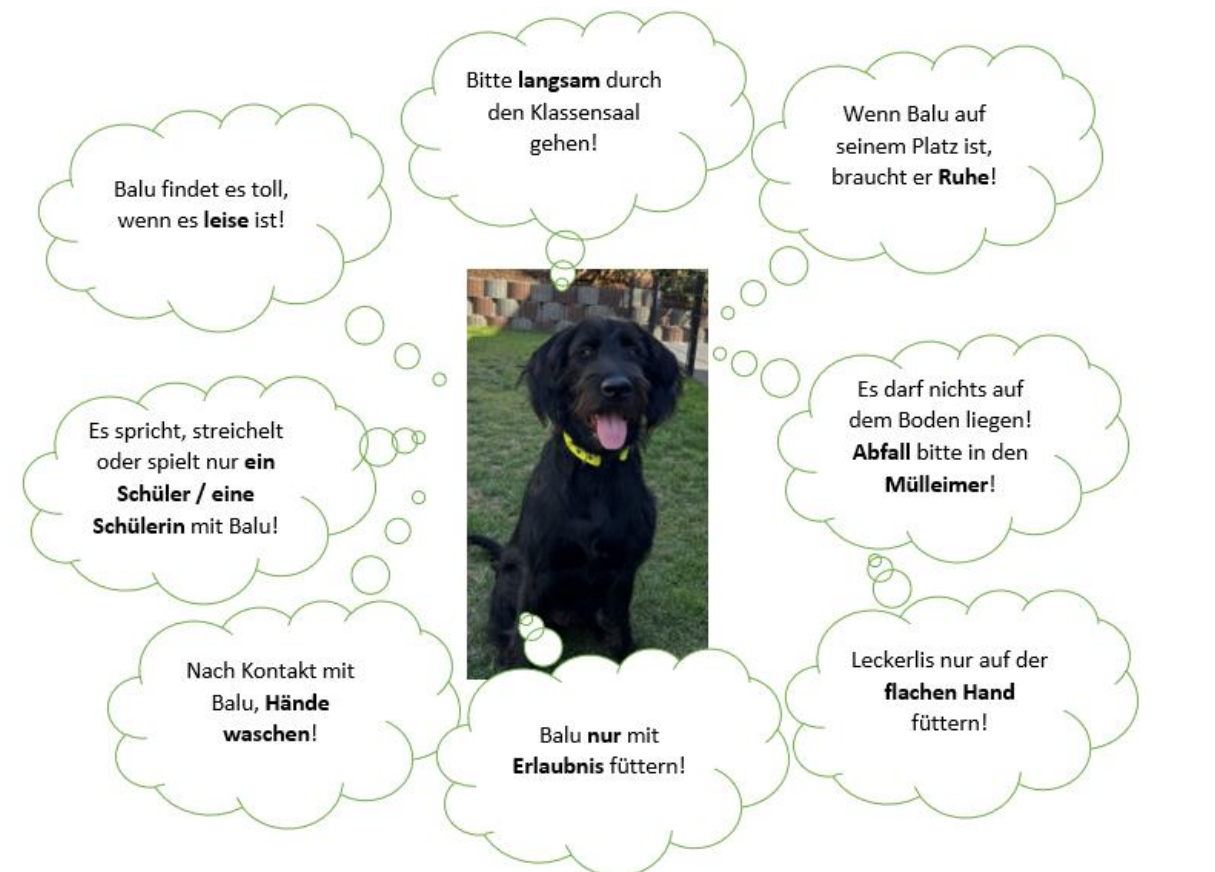 Bitte langsam durch
den Klassensaal
gehen!
Wenn Balu auf
seinem Platz ist,
braucht er Ruhe!
Balu findet es toll,
wenn es leise ist!
Es darf nichts auf
dem Boden liegen!
Abfall bitte in den
Mülleimer!
Es spricht, streichelt
oder spielt nur ein
Schüler / eine
Schülerin mit Balu!
Leckerlis nur auf der
flachen Hand
füttern!
Nach Kontakt mit
Balu, Hände
waschen!
Balu nur mit
Erlaubnis füttern!